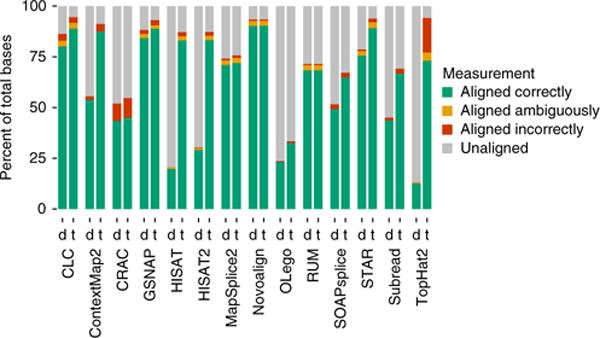 Percent of total bases
100
75
50
25
0
d t d t d t d t d t d t d t d t d t d t d t d t d t d t
CLC
ContextMap2
CRAC
GSNAP
HISAT
HISAT2
MapSplice2
Novoalign
OLego
RUM
SOAPsplice
STAR
Subread
TopHat2
Measurement
Aligned correctly
Aligned ambiguously
Aligned incorrectly
Unaligned